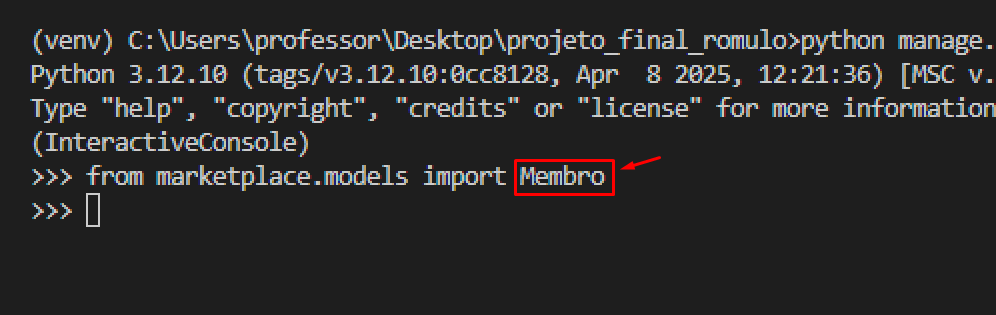 (venv) C:\Users\professor\Desktop\projeto_final_romulo>python manage.
Python 3.12.10 (tags/v3.12.10:0cc8128, Apr  8 2025, 12:21:36) [MSC v.
Type "help", "copyright", "credits" or "license" for more information
(InteractiveConsole)
>>> from marketplace.models import Membro
>>>